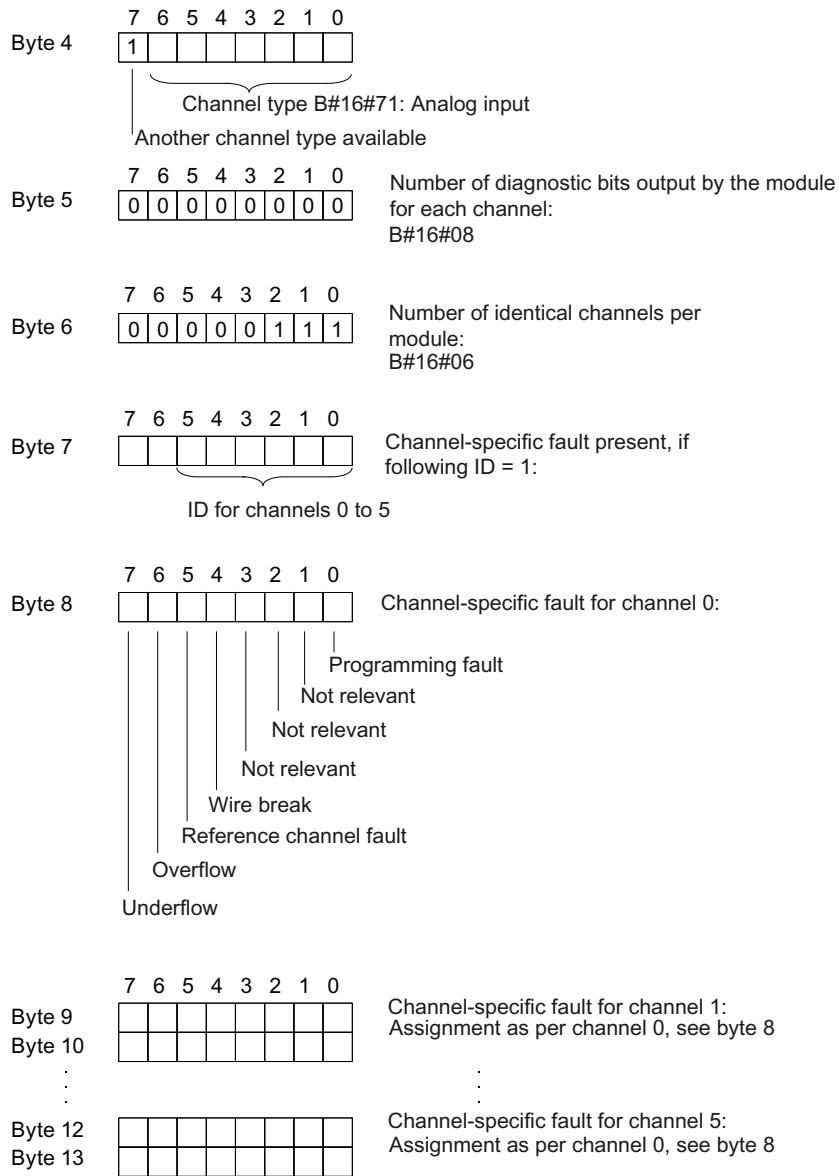 7 6 5 4 3 2 1 0
Byte 4 1
Channel type B#16#71: Analog input
Another channel type available
7 6 5 4 3 2 1 0
Byte 5 0 0 0 0 0 0 0 0
Number of diagnostic bits output by the module
for each channel:
B#16#08
7 6 5 4 3 2 1 0
Byte 6 0 0 0 0 0 1 1 1
Number of identical channels per
module:
B#16#06
7 6 5 4 3 2 1 0
Byte 7
Channel-specific fault present, if
following ID = 1:
ID for channels 0 to 5
7 6 5 4 3 2 1 0
Byte 8
Channel-specific fault for channel 0:
Programming fault
Not relevant
Not relevant
Not relevant
Wire break
Reference channel fault
Overflow
Underflow
7 6 5 4 3 2 1 0
Byte 9
Byte 10
Channel-specific fault for channel 1:
Assignment as per channel 0, see byte 8
Byte 12
Byte 13
Channel-specific fault for channel 5:
Assignment as per channel 0, see byte 8